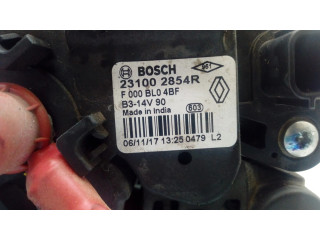 BOSCH
23100 2854R
F 000 BL0 4BF
B3-14V 90
Made in India
603
06/11/17 13:25 0479 L2